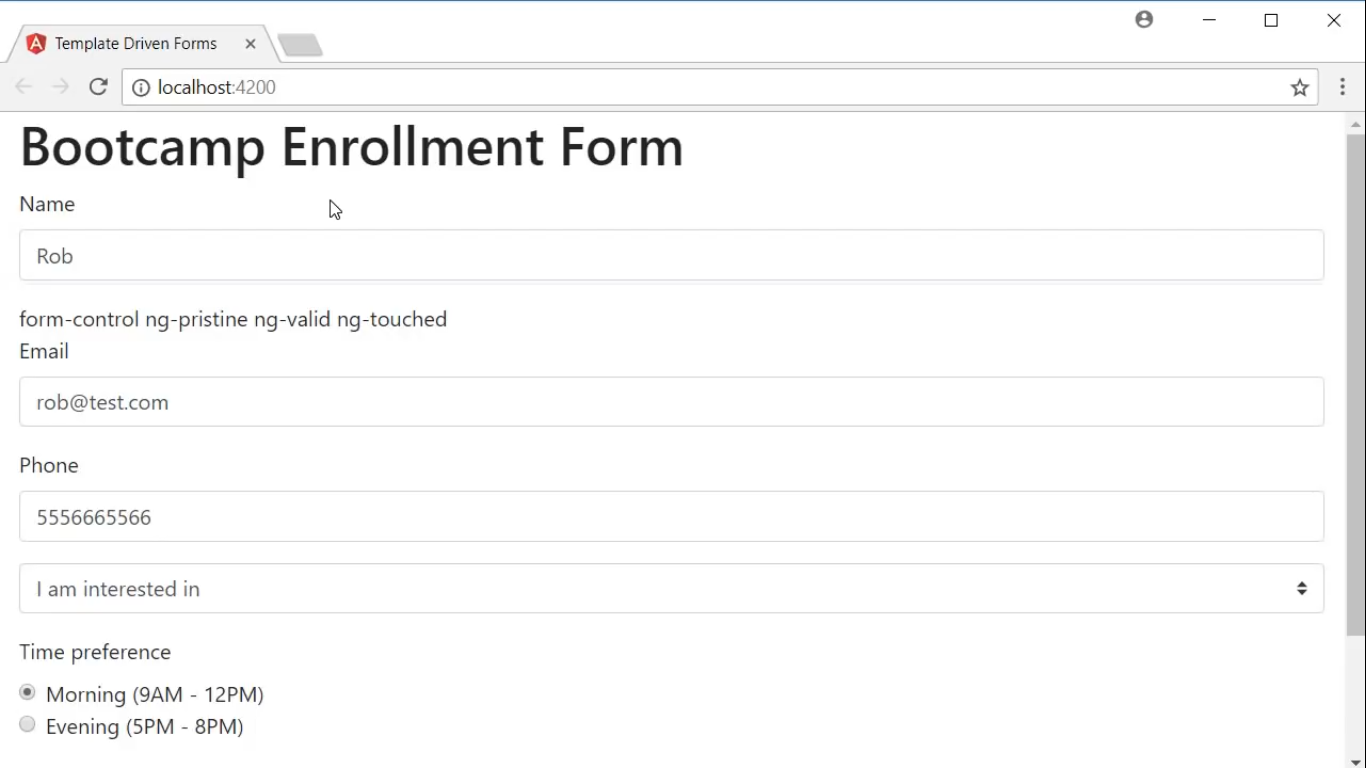 Template Driven Forms
localhost:4200
Bootcamp Enrollment Form
Name
Rob
form-control ng-pristine ng-valid ng-touched
Email
rob@test.com
Phone
5556665566
I am interested in
Time preference
Morning (9AM - 12PM)
Evening (5PM - 8PM)